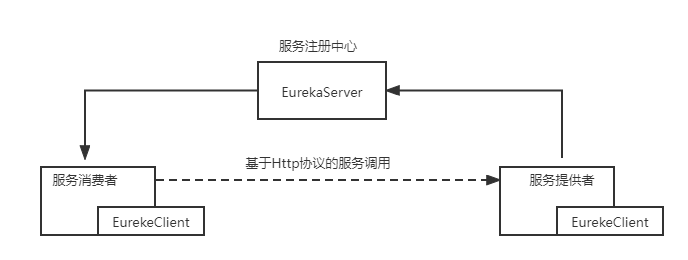 服务注册中心
EurekaServer
基于Http协议的服务调用
服务消费者
服务提供者
EurekeClient
EurekeClient